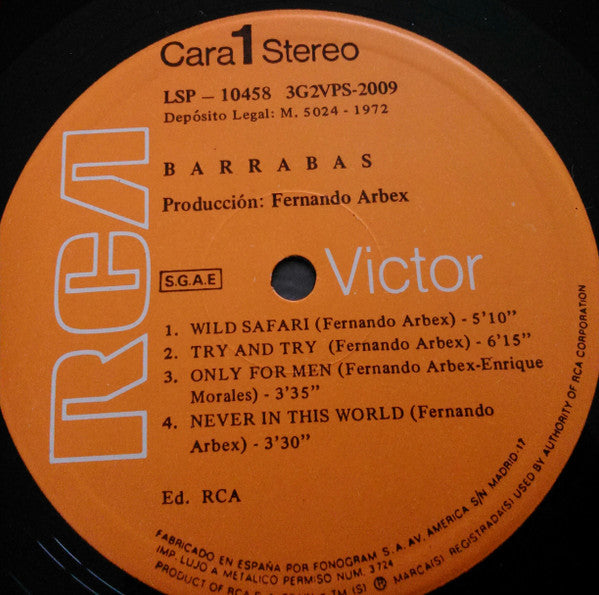 Cara 1 Stereo
LSP - 10458 3G2VPS-2009
Depósito Legal: M. 5024 - 1972
BARRABAS
Producción: Fernando Arbex
RCA
S.G.A.E
Victor
1. WILD SAFARI (Fernando Arbex) - 5'10"
2. TRY AND TRY (Fernando Arbex) - 6'15"
3. ONLY FOR MEN (Fernando Arbex-Enrique
Morales) - 3'35"
4. NEVER IN THIS WORLD (Fernando
Arbex) - 3'30"
Ed. RCA
FABRICADO EN ESPAÑA POR FONOGRAM S.A. AV. AMERICA S/N MADRID-17
IMP. LUJO A METALICO PERMISO NUM. 3724
PRODUCT OF RCA TM (S) ® MARCA(S) REGISTRADA(S) USED BY AUTHORITY OF RCA CORPORATION